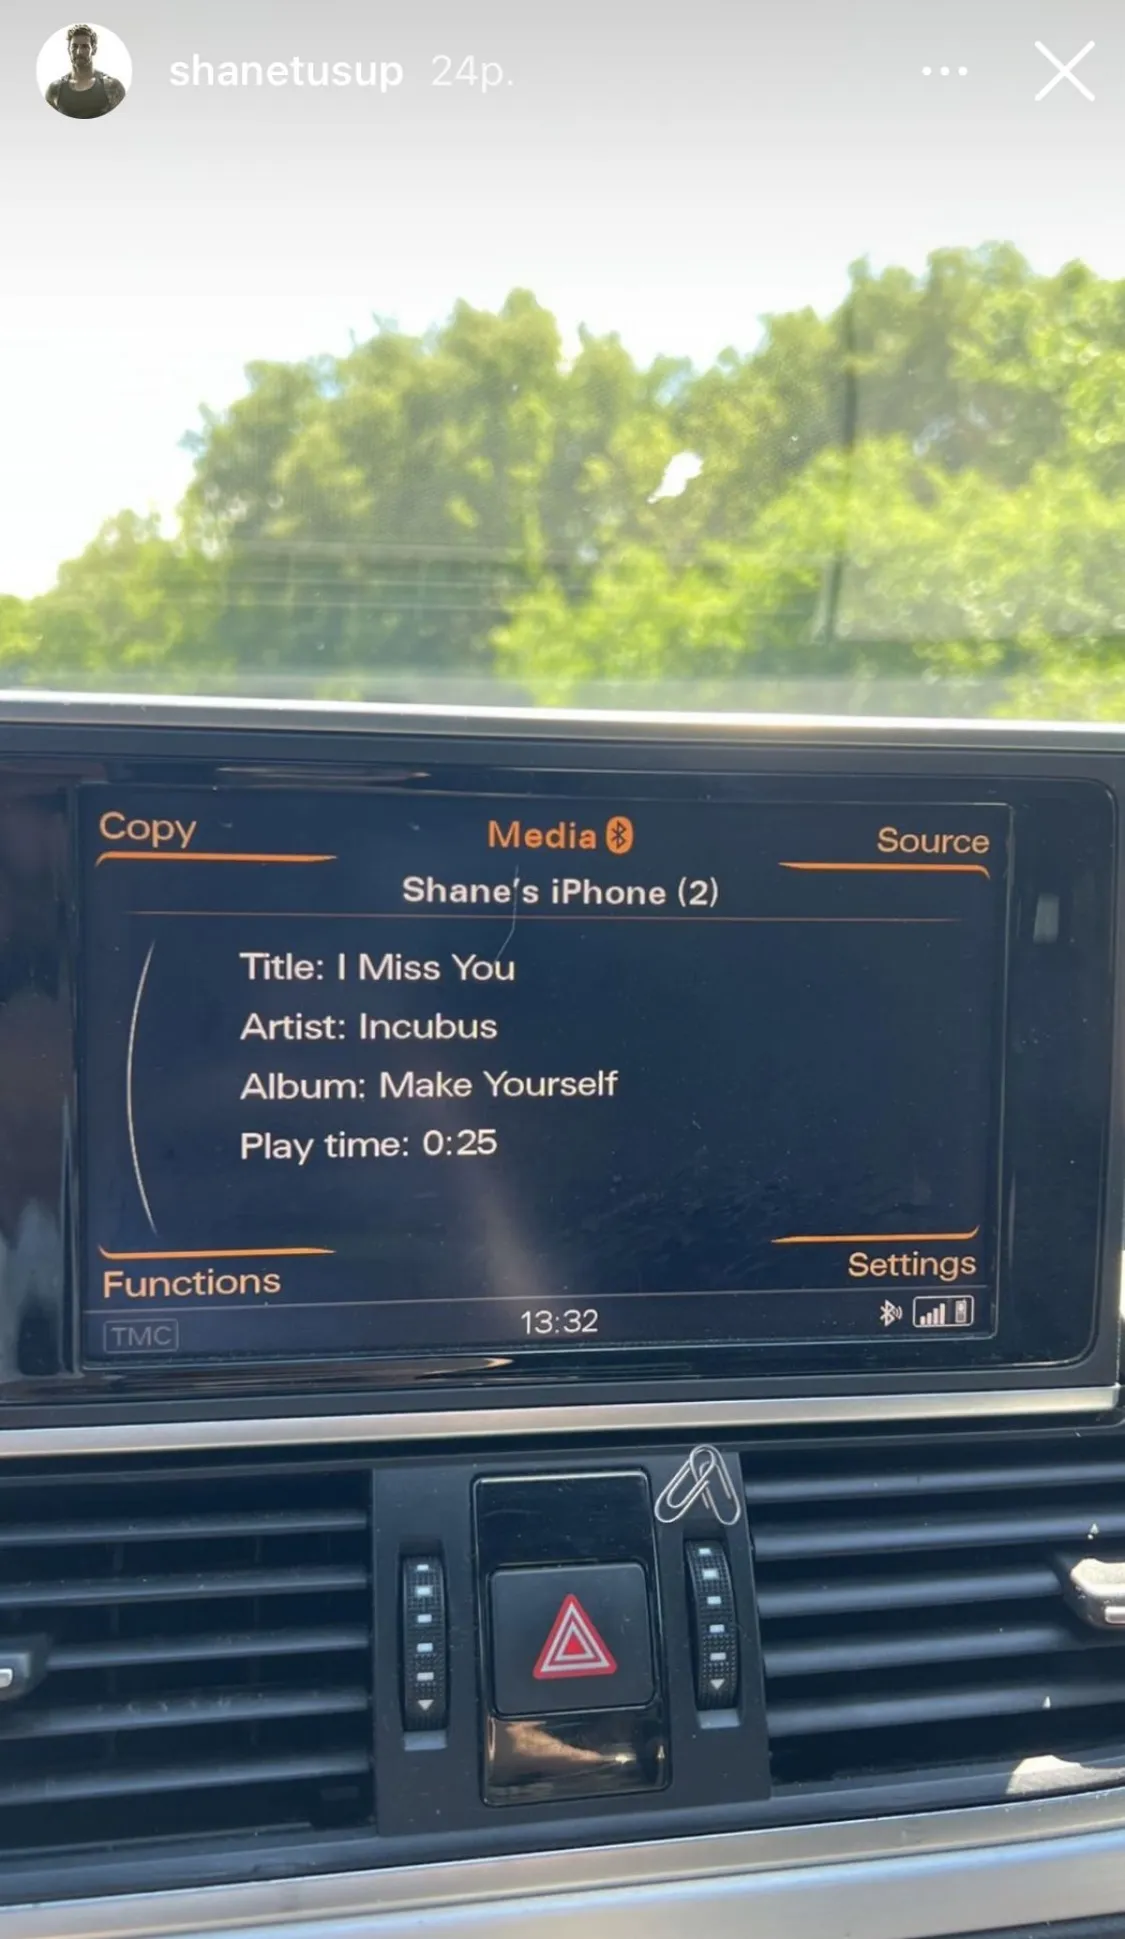 shanetusup 24p.
Copy
Media
Source
Shane's iPhone (2)
Title: I Miss You
Artist: Incubus
Album: Make Yourself
Play time: 0:25
Functions
Settings
TMC
13:32